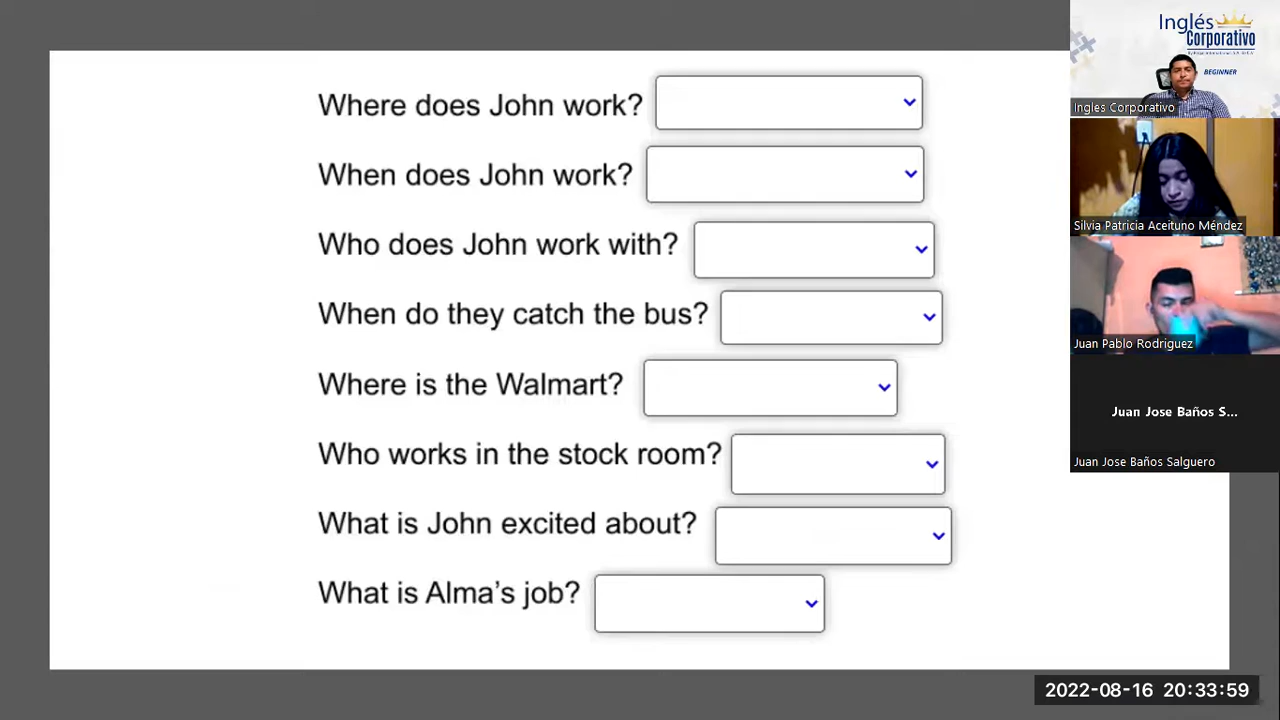 Where does John work?
When does John work?
Who does John work with?
When do they catch the bus?
Where is the Walmart?
Who works in the stock room?
What is John excited about?
What is Alma's job?
Inglés
Corporativo
BEGINNER
Ingles Corporativo
Silvia Patricia Aceituno Méndez
Juan Pablo Rodriguez
Juan Jose Baños S...
Juan Jose Baños Salguero
2022-08-16 20:33:59